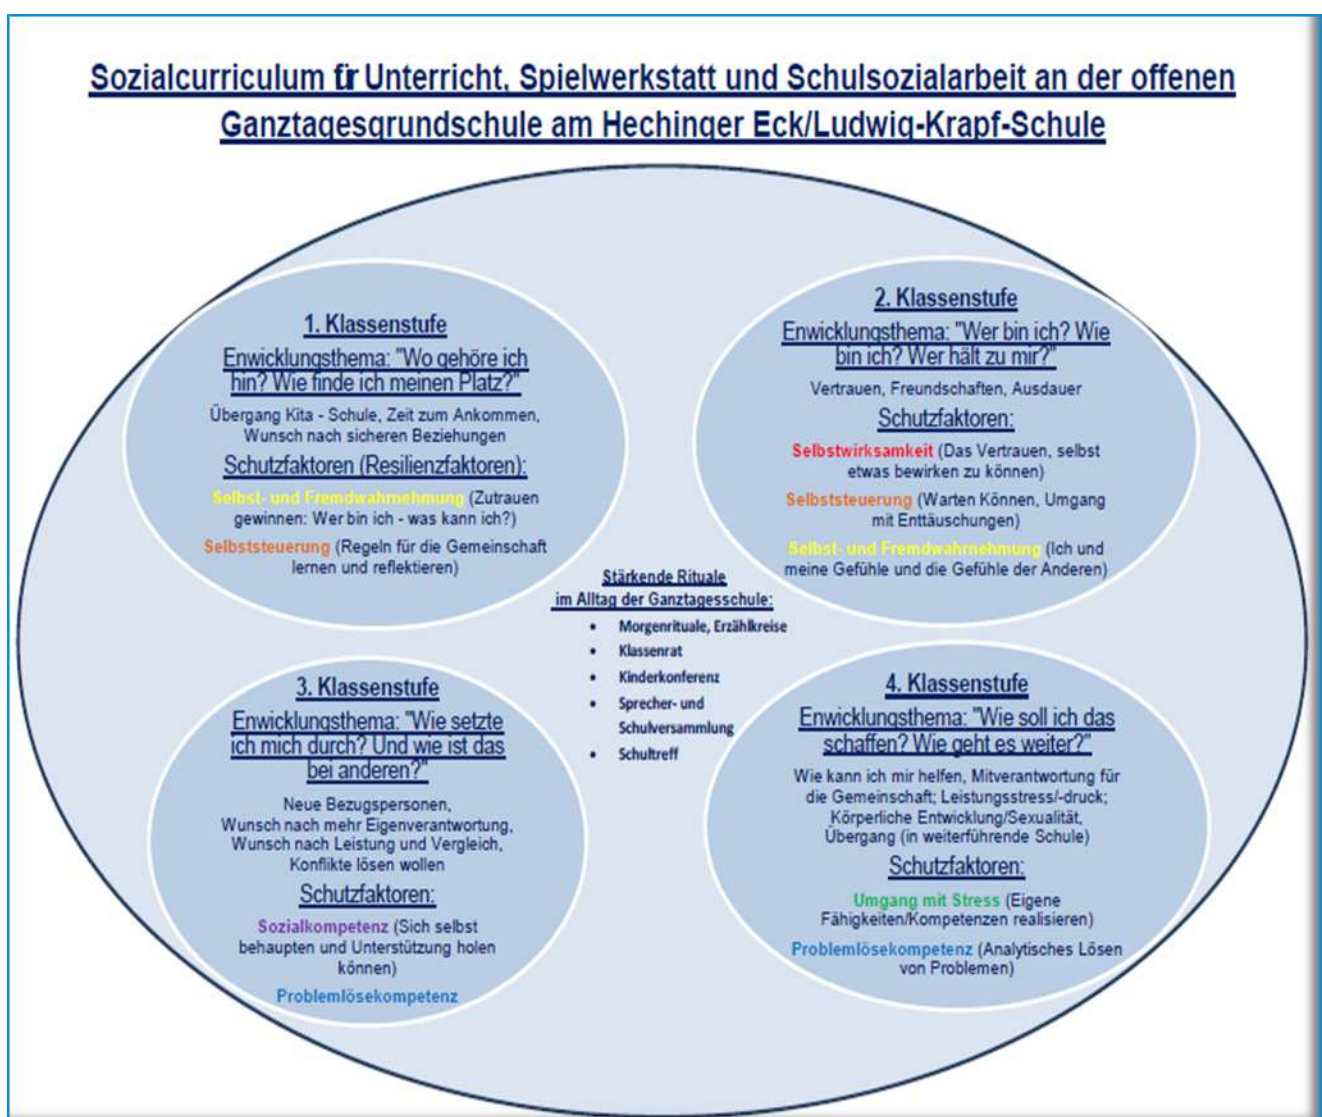 Sozialcurriculum für Unterricht, Spielwerkstatt und Schulsozialarbeit an der offenen
Ganztagesgrundschule am Hechinger Eck/Ludwig-Krapf-Schule
1. Klassenstufe
Enwicklungsthema: "Wo gehöre ich
hin? Wie finde ich meinen Platz?"
Übergang Kita - Schule, Zeit zum Ankommen,
Wunsch nach sicheren Beziehungen
Schutzfaktoren (Resilienzfaktoren):
Selbst- und Fremdwahrnehmung (Zutrauen
gewinnen: Wer bin ich - was kann ich?)
Selbststeuerung (Regeln für die Gemeinschaft
lernen und reflektieren)
2. Klassenstufe
Enwicklungsthema: "Wer bin ich? Wie
bin ich? Wer hält zu mir?"
Vertrauen, Freundschaften, Ausdauer
Schutzfaktoren:
Selbstwirksamkeit (Das Vertrauen, selbst
etwas bewirken zu können)
Selbststeuerung (Warten Können, Umgang
mit Enttäuschungen)
Selbst- und Fremdwahrnehmung (Ich und
meine Gefühle und die Gefühle der Anderen)
Stärkende Rituale
im Alltag der Ganztagesschule:
• Morgenrituale, Erzählkreise
• Klassenrat
• Kinderkonferenz
• Sprecher- und
Schulversammlung
• Schultreff
3. Klassenstufe
Enwicklungsthema: "Wie setzte
ich mich durch? Und wie ist das
bei anderen?"
Neue Bezugspersonen,
Wunsch nach mehr Eigenverantwortung,
Wunsch nach Leistung und Vergleich,
Konflikte lösen wollen
Schutzfaktoren:
Sozialkompetenz (Sich selbst
behaupten und Unterstützung holen
können)
Problemlösekompetenz
4. Klassenstufe
Enwicklungsthema: "Wie soll ich das
schaffen? Wie geht es weiter?"
Wie kann ich mir helfen, Mitverantwortung für
die Gemeinschaft; Leistungsstress/-druck;
Körperliche Entwicklung/Sexualität,
Übergang (in weiterführende Schule)
Schutzfaktoren:
Umgang mit Stress (Eigene
Fähigkeiten/Kompetenzen realisieren)
Problemlösekompetenz (Analytisches Lösen
von Problemen)